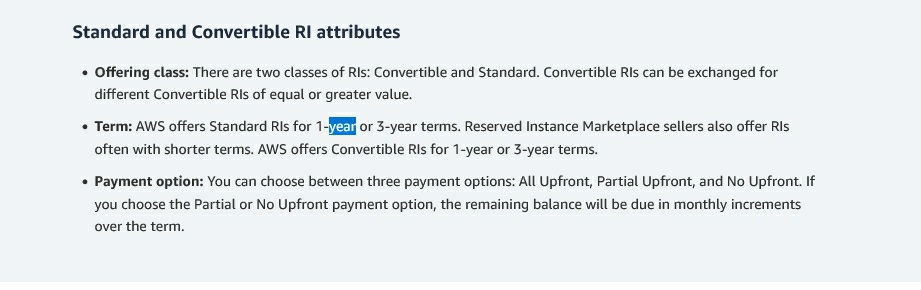 Standard and Convertible RI attributes
• Offering class: There are two classes of RIs: Convertible and Standard. Convertible RIs can be exchanged for
different Convertible RIs of equal or greater value.
• Term: AWS offers Standard RIs for 1-year or 3-year terms. Reserved Instance Marketplace sellers also offer RIs
often with shorter terms. AWS offers Convertible RIs for 1-year or 3-year terms.
• Payment option: You can choose between three payment options: All Upfront, Partial Upfront, and No Upfront. If
you choose the Partial or No Upfront payment option, the remaining balance will be due in monthly increments
over the term.